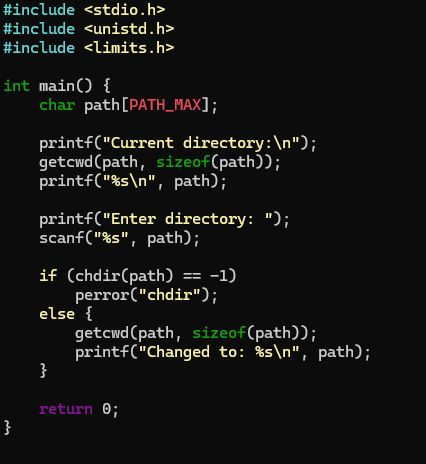 #include <stdio.h>
#include <unistd.h>
#include <limits.h>
int main() {
    char path[PATH_MAX];
    printf("Current directory:\n");
    getcwd(path, sizeof(path));
    printf("%s\n", path);
    printf("Enter directory: ");
    scanf("%s", path);
    if (chdir(path) == -1)
        perror("chdir");
    else {
        getcwd(path, sizeof(path));
        printf("Changed to: %s\n", path);
    }
    return 0;
}